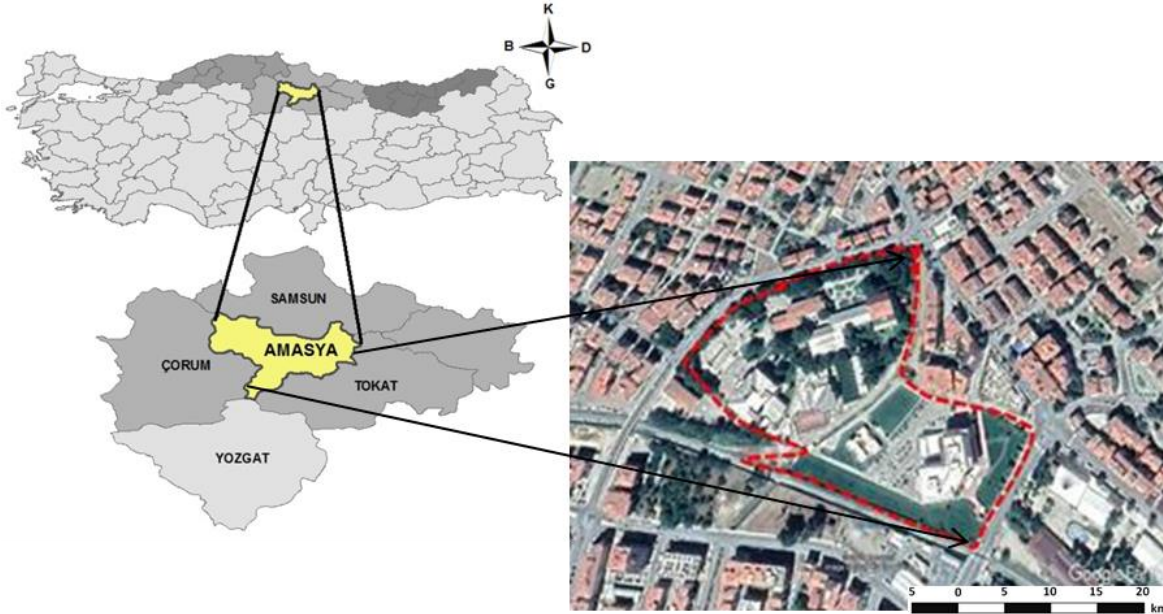 K
B
D
G
SAMSUN
AMASYA
ÇORUM
TOKAT
YOZGAT
Google Earth
5 0 5 10 15 20
km